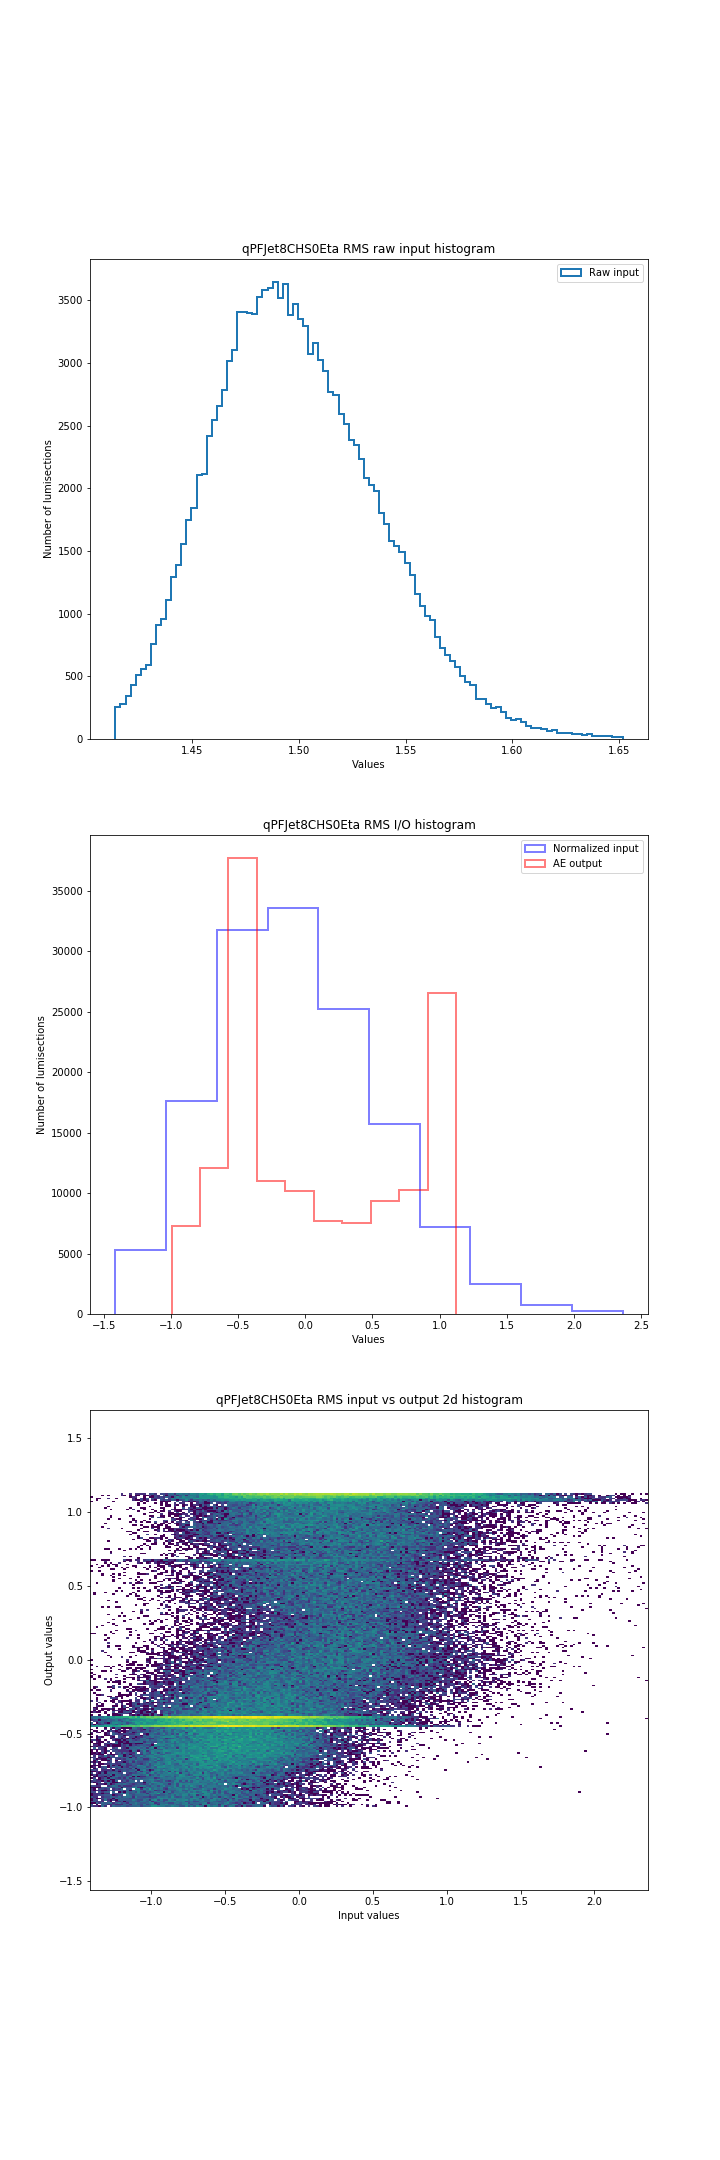 qPFJet8CHS0Eta RMS raw input histogram
Raw input
3500
3000
2500
2000
1500
1000
500
0
Number of lumisections
1.45 1.50 1.55 1.60 1.65
Values
qPFJet8CHS0Eta RMS I/O histogram
Normalized input
AE output
35000
30000
25000
20000
15000
10000
5000
0
Number of lumisections
−1.5 −1.0 −0.5 0.0 0.5 1.0 1.5 2.0 2.5
Values
qPFJet8CHS0Eta RMS input vs output 2d histogram
1.5
1.0
0.5
0.0
−0.5
−1.0
−1.5
Output values
−1.0 −0.5 0.0 0.5 1.0 1.5 2.0
Input values